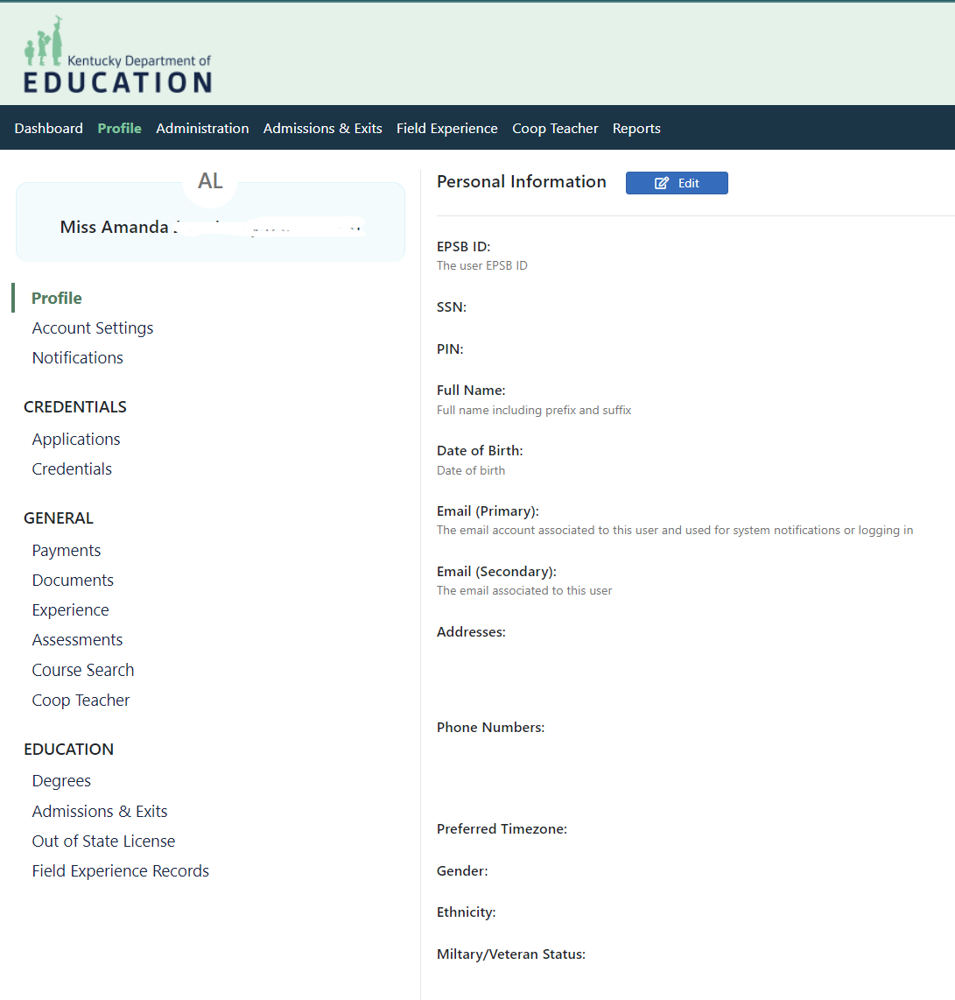 Kentucky Department of
EDUCATION
Dashboard Profile Administration Admissions & Exits Field Experience Coop Teacher Reports
AL
Miss Amanda
Profile
Account Settings
Notifications
CREDENTIALS
Applications
Credentials
GENERAL
Payments
Documents
Experience
Assessments
Course Search
Coop Teacher
EDUCATION
Degrees
Admissions & Exits
Out of State License
Field Experience Records
Personal Information
Edit
EPSB ID:
The user EPSB ID
SSN:
PIN:
Full Name:
Full name including prefix and suffix
Date of Birth:
Date of birth
Email (Primary):
The email account associated to this user and used for system notifications or logging in
Email (Secondary):
The email associated to this user
Addresses:
Phone Numbers:
Preferred Timezone:
Gender:
Ethnicity:
Miltary/Veteran Status: